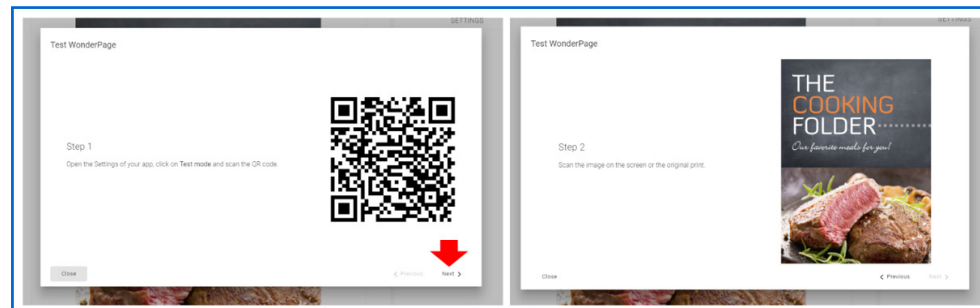 SETTINGS
Test WonderPage
Step 1
Open the Settings of your app, click on Test mode and scan the QR code.
Close
Previous
Next
SETTINGS
Test WonderPage
Step 2
Scan the image on the screen or the original print.
THE
COOKING
FOLDER
Our favorite meals for you!
Close
Previous
Next